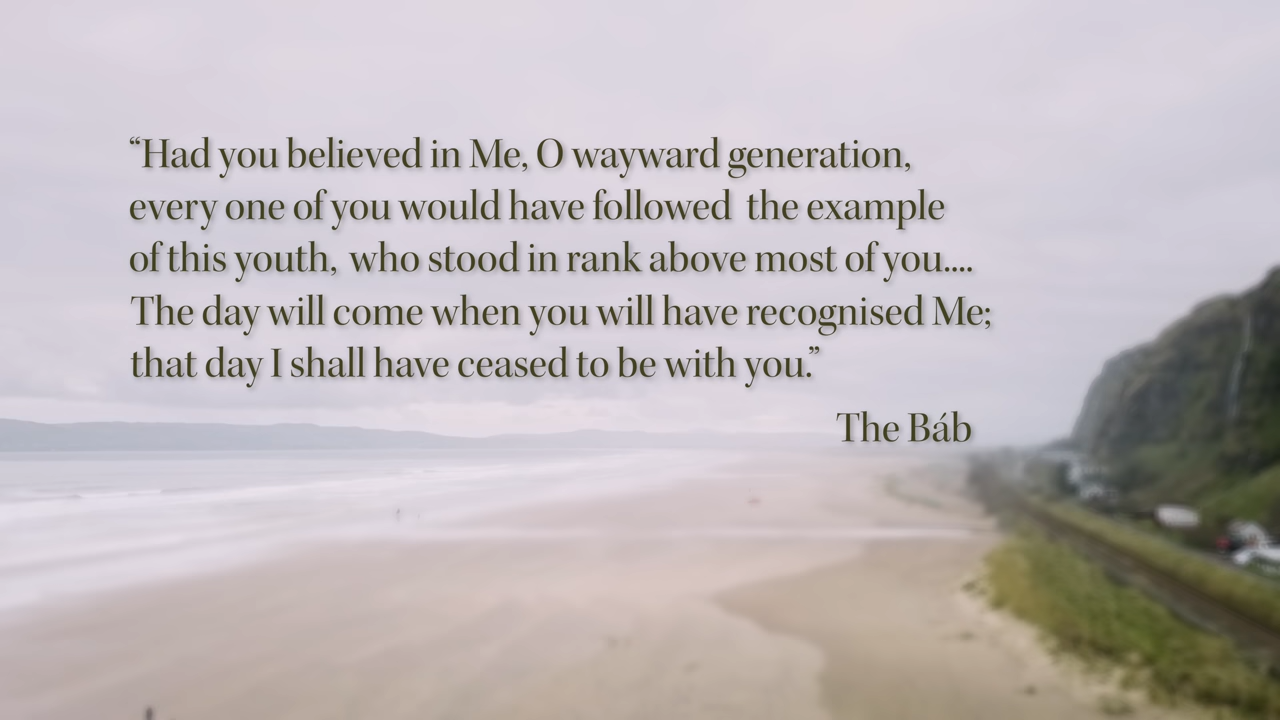 “Had you believed in Me, O wayward generation,
every one of you would have followed the example
of this youth, who stood in rank above most of you....
The day will come when you will have recognised Me;
that day I shall have ceased to be with you.”
The Báb